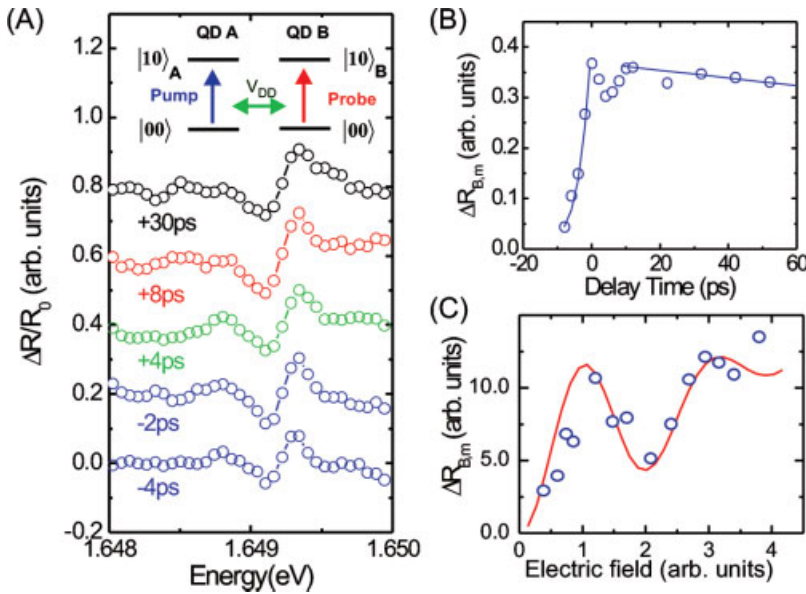 (A)
QD A
QD B
|10⟩A
|10⟩B
Pump
V_DD
Probe
|00⟩
|00⟩
+30ps
+8ps
+4ps
-2ps
-4ps
1.2
1.0
0.8
0.6
0.4
0.2
0.0
-0.2
ΔR/R₀ (arb. units)
1.648
1.649
1.650
Energy(eV)
(B)
0.4
0.3
0.2
0.1
0.0
ΔR_B,m (arb. units)
-20
0
20
40
60
Delay Time (ps)
(C)
10.0
5.0
0.0
ΔR_B,m (arb. units)
0
1
2
3
4
Electric field (arb. units)